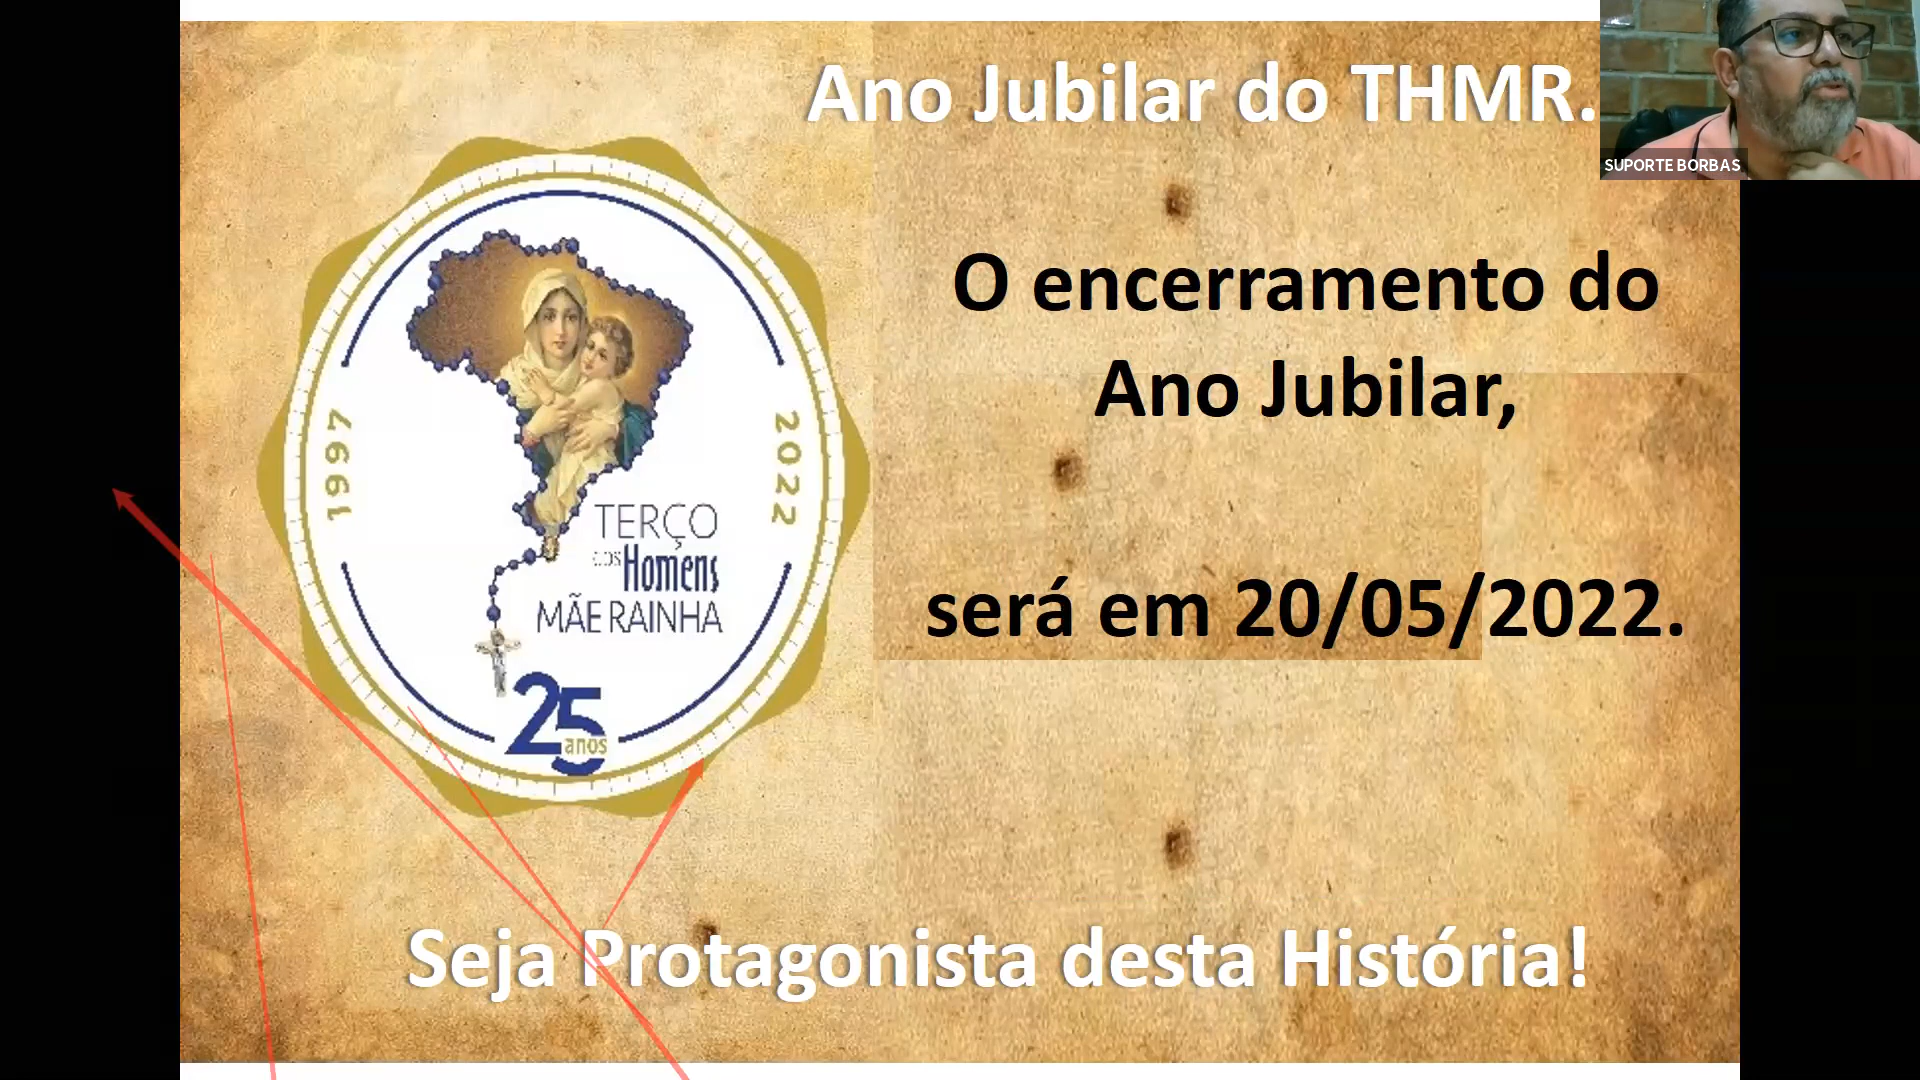 Ano Jubilar do THMR.
SUPORTE BORBAS
O encerramento do
Ano Jubilar,
será em 20/05/2022.
1997
2022
TERÇO
dos Homens
MÃE RAINHA
25
anos
Seja Protagonista desta História!